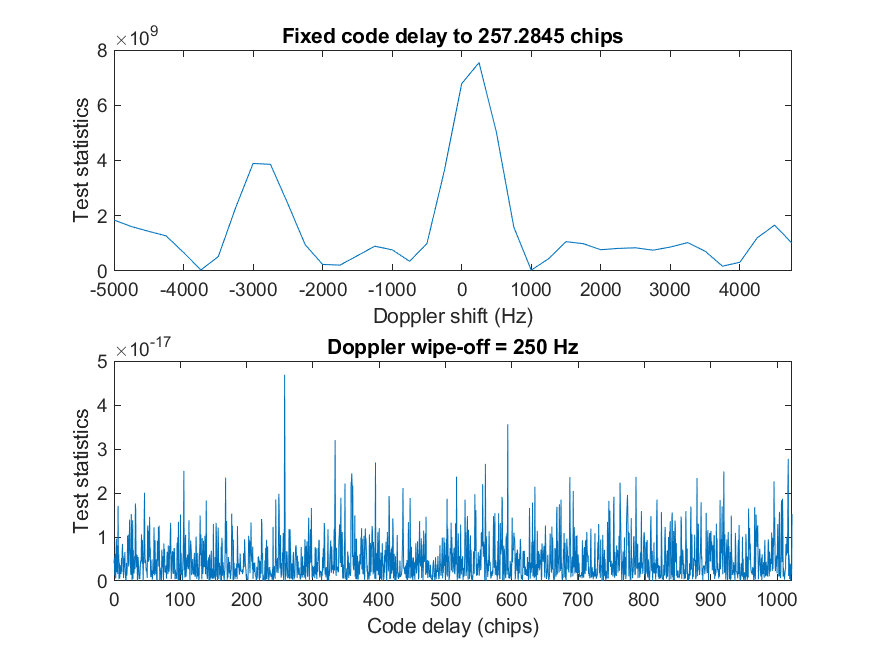 ×10^9
Fixed code delay to 257.2845 chips
8
6
4
2
0
Test statistics
-5000 -4000 -3000 -2000 -1000 0 1000 2000 3000 4000
Doppler shift (Hz)
×10^-17
Doppler wipe-off = 250 Hz
5
4
3
2
1
0
Test statistics
0 100 200 300 400 500 600 700 800 900 1000
Code delay (chips)